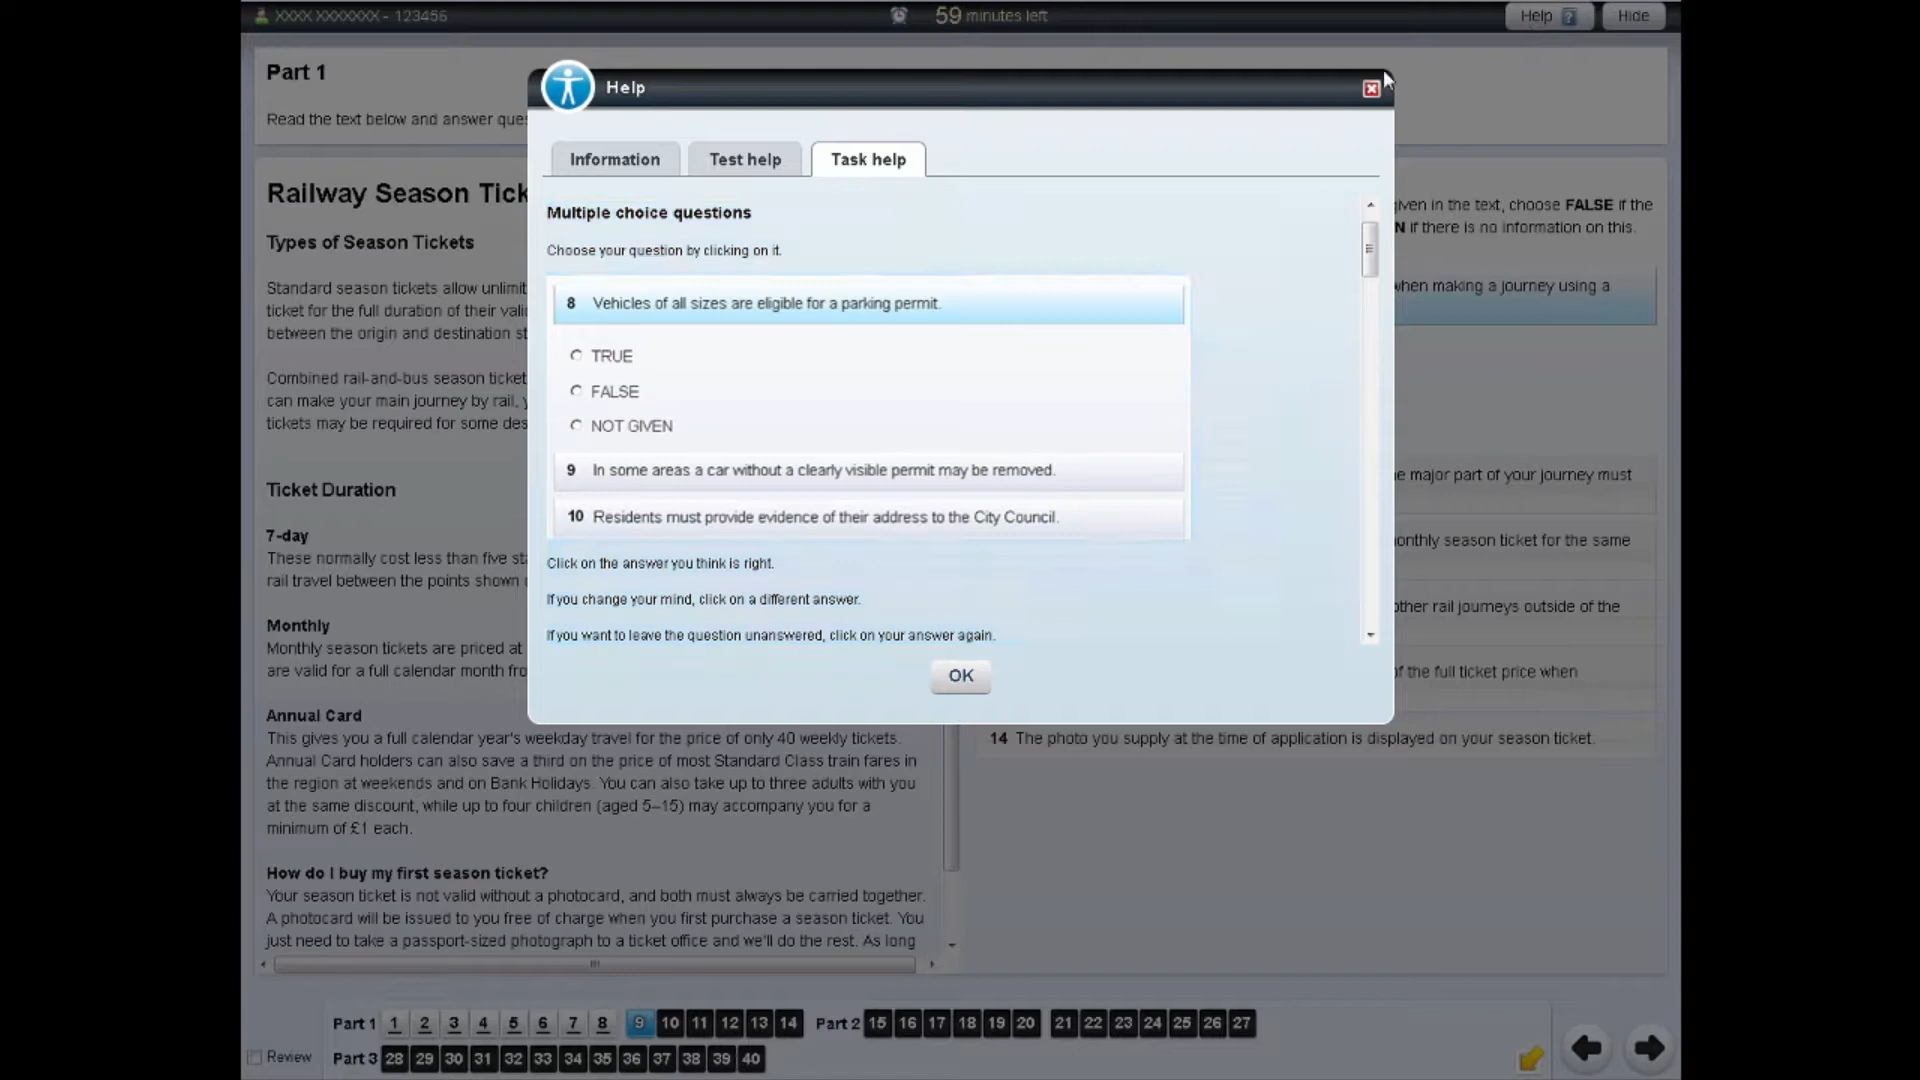 XXXX XXXXXXX - 123456
59 minutes left
Help ?
Hide
Part 1
Read the text below and answer ques
Help
Information
Test help
Task help
Multiple choice questions
Choose your question by clicking on it.
8 Vehicles of all sizes are eligible for a parking permit.
TRUE
FALSE
NOT GIVEN
9 In some areas a car without a clearly visible permit may be removed.
10 Residents must provide evidence of their address to the City Council.
Click on the answer you think is right.
If you change your mind, click on a different answer.
If you want to leave the question unanswered, click on your answer again.
OK
Railway Season Tick
Types of Season Tickets
Standard season tickets allow unlimit
ticket for the full duration of their vali
between the origin and destination st
Combined rail-and-bus season ticket
can make your main journey by rail, y
tickets may be required for some des
Ticket Duration
7-day
These normally cost less than five sta
rail travel between the points shown
Monthly
Monthly season tickets are priced at
are valid for a full calendar month fro
Annual Card
This gives you a full calendar year's weekday travel for the price of only 40 weekly tickets.
Annual Card holders can also save a third on the price of most Standard Class train fares in
the region at weekends and on Bank Holidays. You can also take up to three adults with you
at the same discount, while up to four children (aged 5–15) may accompany you for a
minimum of £1 each.
How do I buy my first season ticket?
Your season ticket is not valid without a photocard, and both must always be carried together.
A photocard will be issued to you free of charge when you first purchase a season ticket. You
just need to take a passport-sized photograph to a ticket office and we'll do the rest. As long
given in the text, choose FALSE if the
N if there is no information on this.
when making a journey using a
e major part of your journey must
onthly season ticket for the same
other rail journeys outside of the
of the full ticket price when
14 The photo you supply at the time of application is displayed on your season ticket.
Part 1 1 2 3 4 5 6 7 8 9 10 11 12 13 14 Part 2 15 16 17 18 19 20 21 22 23 24 25 26 27
Review Part 3 28 29 30 31 32 33 34 35 36 37 38 39 40